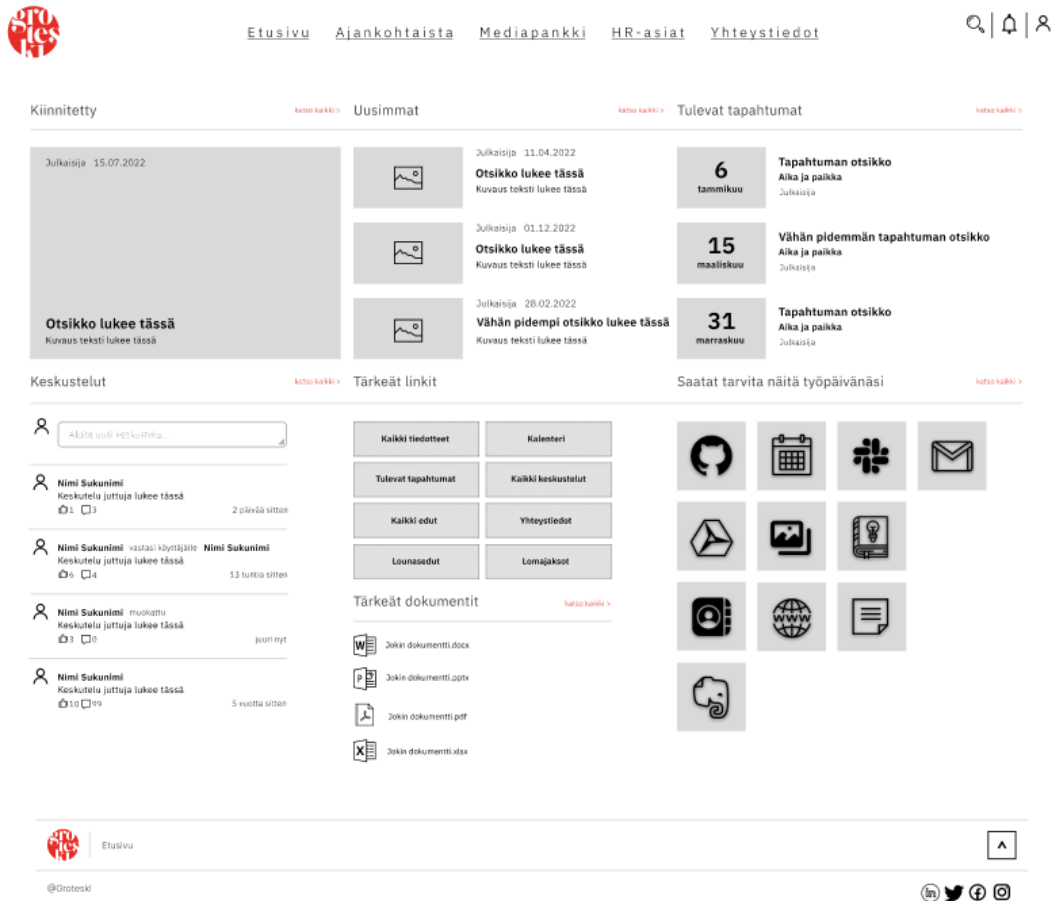 gro
tes
kI
Etusivu Ajankohtaista Mediapankki HR-asiat Yhteystiedot
Kiinnitetty
katso kaikki >
Uusimmat
katso kaikki >
Tulevat tapahtumat
katso kaikki >
Julkaisija 15.07.2022
Otsikko lukee tässä
Kuvaus teksti lukee tässä
Julkaisija 11.04.2022
Otsikko lukee tässä
Kuvaus teksti lukee tässä
Julkaisija 01.12.2022
Otsikko lukee tässä
Kuvaus teksti lukee tässä
Julkaisija 28.02.2022
Vähän pidempi otsikko lukee tässä
Kuvaus teksti lukee tässä
6
tammikuu
Tapahtuman otsikko
Aika ja paikka
Julkaisija
15
maaliskuu
Vähän pidemmän tapahtuman otsikko
Aika ja paikka
Julkaisija
31
marraskuu
Tapahtuman otsikko
Aika ja paikka
Julkaisija
Keskustelut
katso kaikki >
Aloita uusi keskustelu...
Nimi Sukunimi
Keskutelu juttuja lukee tässä
1 3
2 päivää sitten
Nimi Sukunimi vastasi käyttäjälle Nimi Sukunimi
Keskutelu juttuja lukee tässä
6 4
13 tuntia sitten
Nimi Sukunimi muokattu
Keskutelu juttuja lukee tässä
3 0
juuri nyt
Nimi Sukunimi
Keskutelu juttuja lukee tässä
10 99
5 vuotta sitten
Tärkeät linkit
Kaikki tiedotteet
Kalenteri
Tulevat tapahtumat
Kaikki keskustelut
Kaikki edut
Yhteystiedot
Lounasedut
Lomajaksot
Tärkeät dokumentit
katso kaikki >
W
Jokin dokumentti.docx
P
Jokin dokumentti.pptx
Jokin dokumentti.pdf
X
Jokin dokumentti.xlsx
Saatat tarvita näitä työpäivänäsi
katso kaikki >
WWW
gro
tes
kI
Etusivu
@GroteskI
in